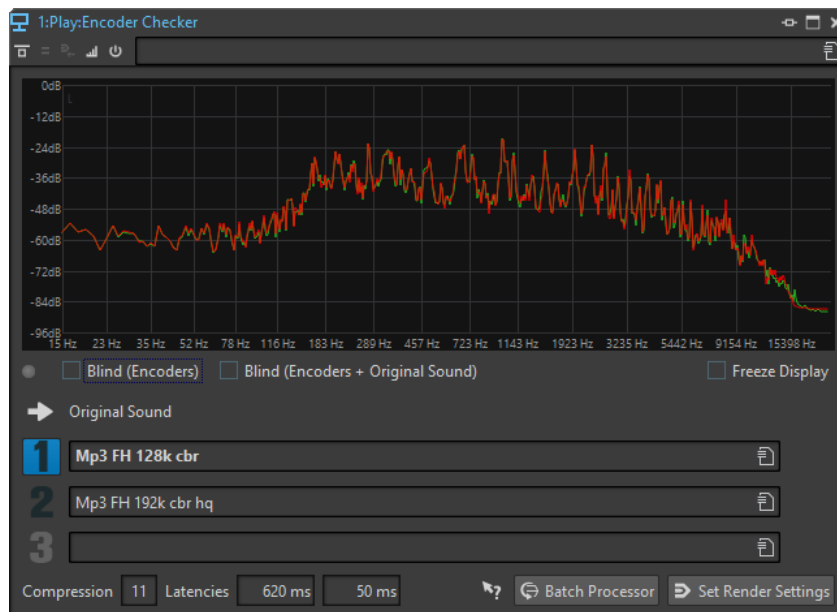 1:Play:Encoder Checker
0dB
-12dB
-24dB
-36dB
-48dB
-60dB
-72dB
-84dB
-96dB
15 Hz 23 Hz 35 Hz 52 Hz 78 Hz 116 Hz 183 Hz 289 Hz 457 Hz 723 Hz 1143 Hz 1923 Hz 3235 Hz 5442 Hz 9154 Hz 15398 Hz
Blind (Encoders) Blind (Encoders + Original Sound) Freeze Display
Original Sound
1 Mp3 FH 128k cbr
2 Mp3 FH 192k cbr hq
3
Compression 11 Latencies 620 ms 50 ms ? Batch Processor Set Render Settings